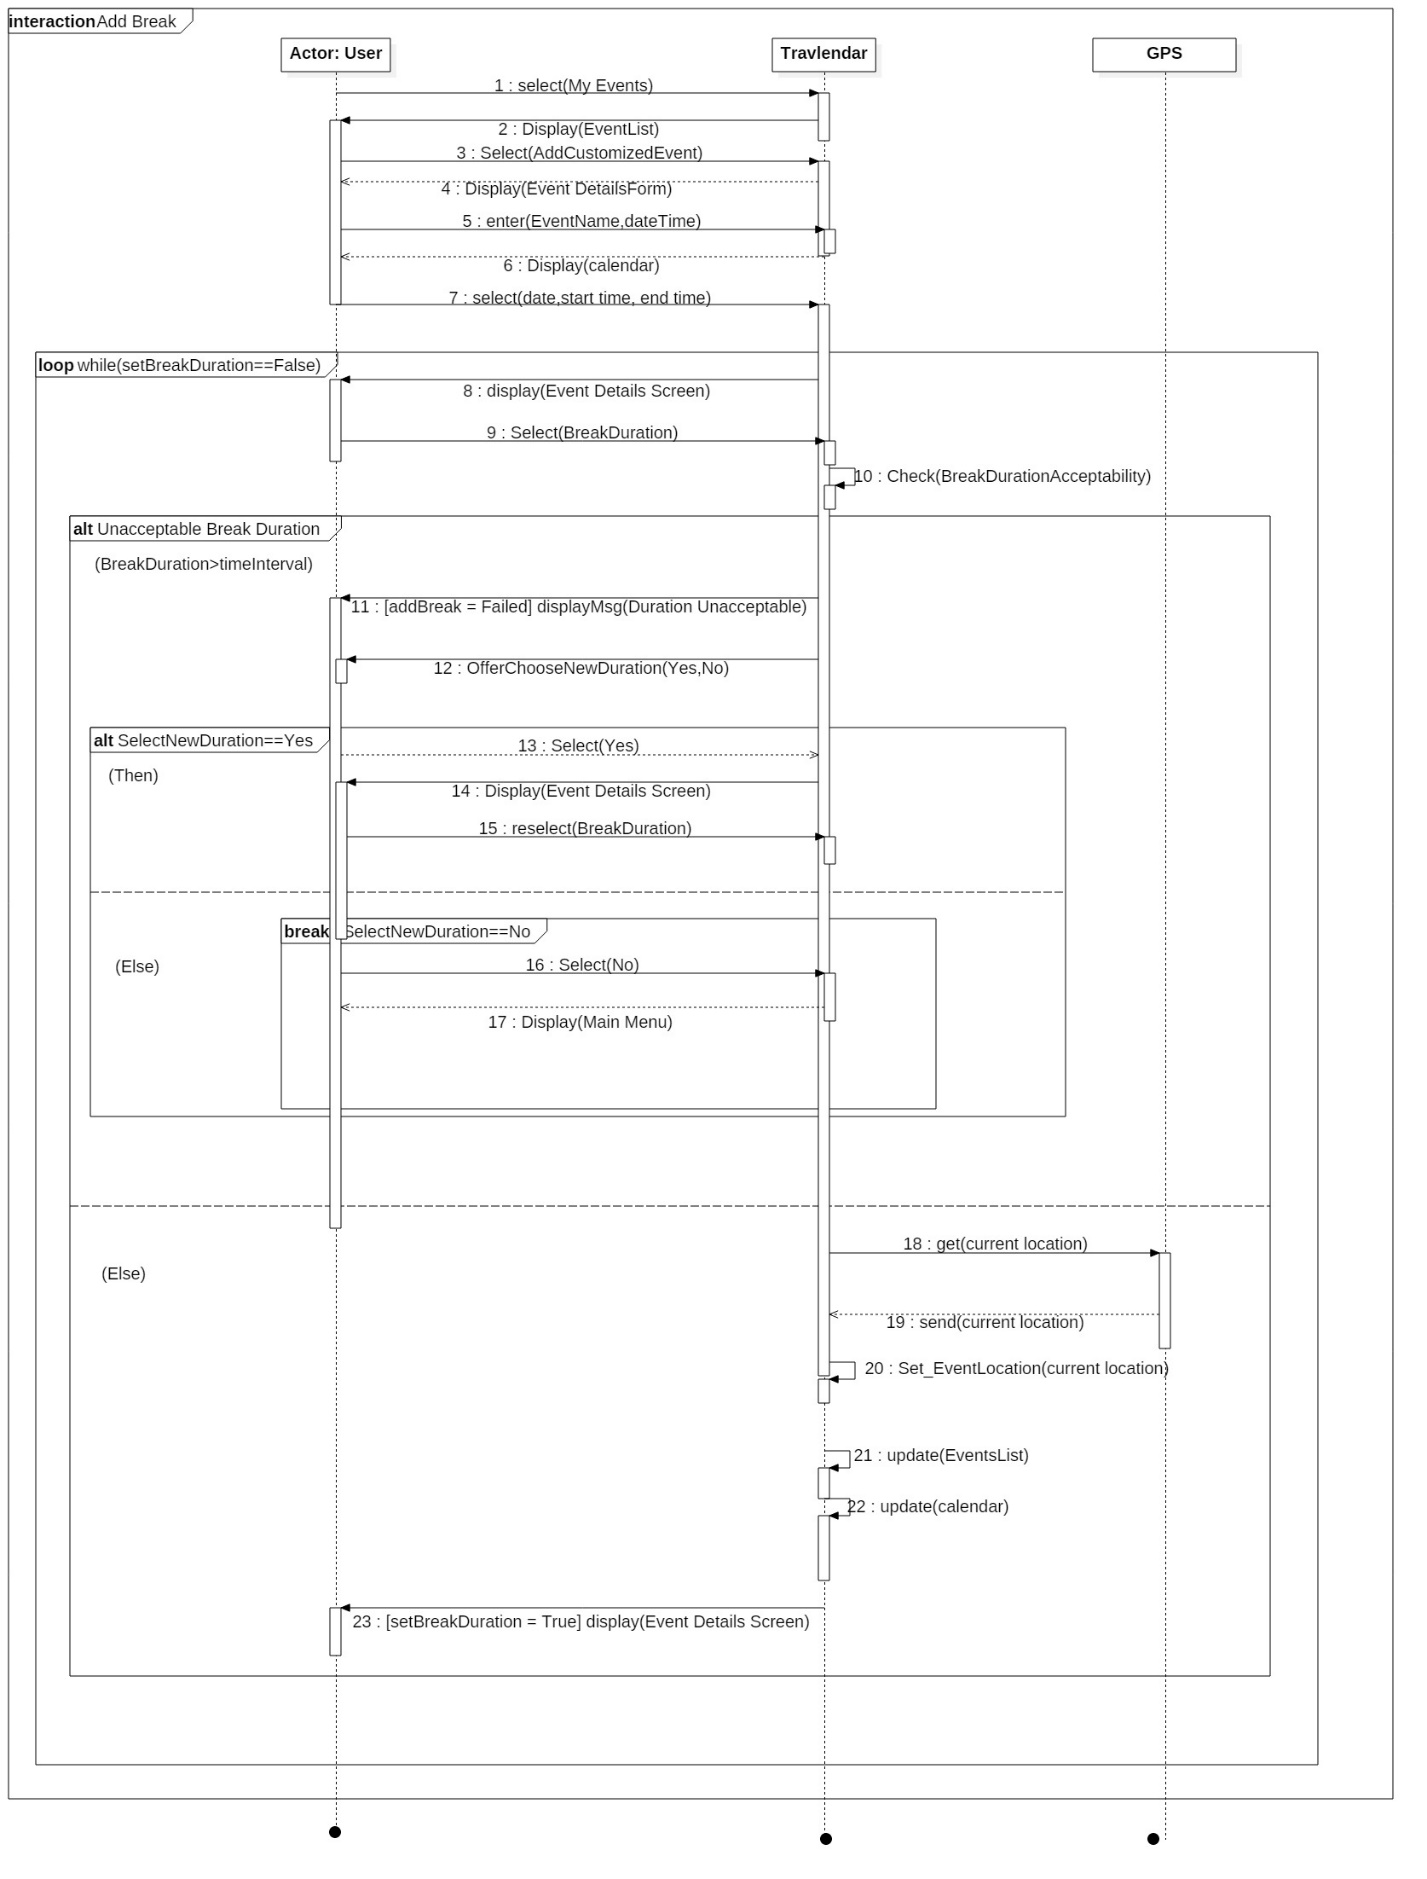 interaction Add Break
Actor: User
Travlendar
GPS
1 : select(My Events)
2 : Display(EventList)
3 : Select(AddCustomizedEvent)
4 : Display(Event DetailsForm)
5 : enter(EventName,dateTime)
6 : Display(calendar)
7 : select(date,start time, end time)
loop while(setBreakDuration==False)
8 : display(Event Details Screen)
9 : Select(BreakDuration)
10 : Check(BreakDurationAcceptability)
alt Unacceptable Break Duration
(BreakDuration>timeInterval)
11 : [addBreak = Failed] displayMsg(Duration Unacceptable)
12 : OfferChooseNewDuration(Yes,No)
alt SelectNewDuration==Yes
13 : Select(Yes)
(Then)
14 : Display(Event Details Screen)
15 : reselect(BreakDuration)
break SelectNewDuration==No
(Else)
16 : Select(No)
17 : Display(Main Menu)
18 : get(current location)
(Else)
19 : send(current location)
20 : Set_EventLocation(current location)
21 : update(EventsList)
22 : update(calendar)
23 : [setBreakDuration = True] display(Event Details Screen)